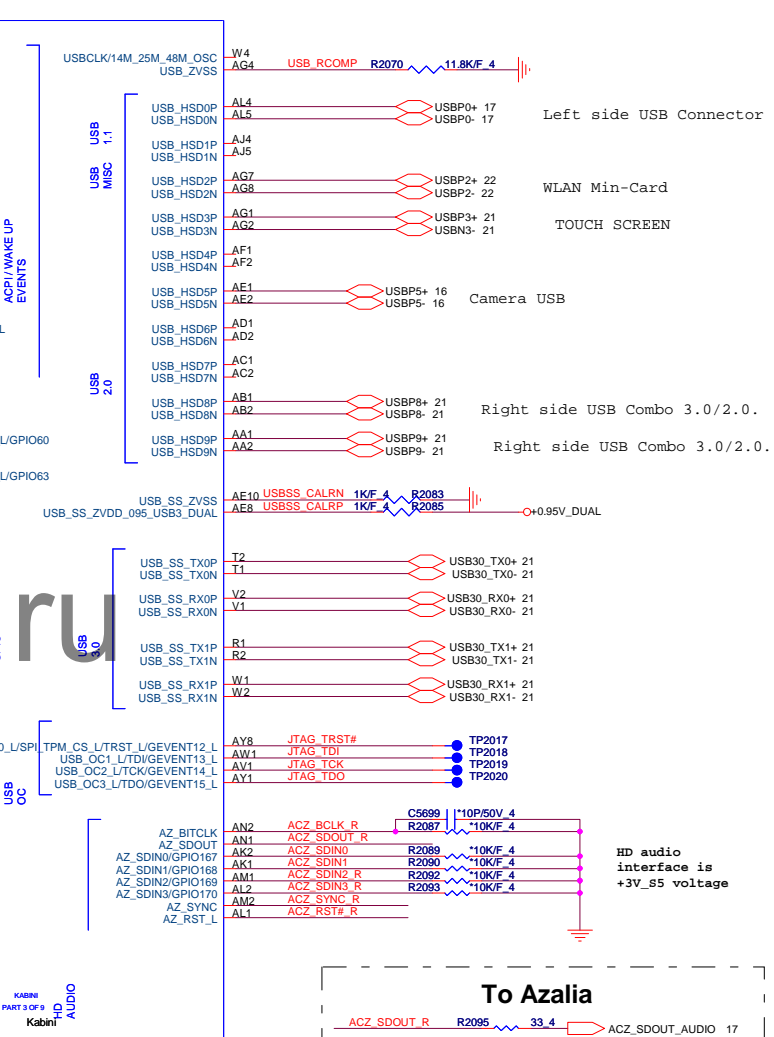 USBCLK/14M_25M_48M_OSC W4
USB_ZVSS AG4 USB_RCOMP R2070 11.8K/F_4
USB 1.1
USB_HSD0P AL4 USBP0+ 17
USB_HSD0N AL5 USBP0- 17
Left side USB Connector
USB_HSD1P AJ4
USB_HSD1N AJ5
USB MISC
USB_HSD2P AG7 USBP2+ 22
USB_HSD2N AG8 USBP2- 22
WLAN Min-Card
USB_HSD3P AG1 USBP3+ 21
USB_HSD3N AG2 USBN3- 21
TOUCH SCREEN
ACPI / WAKE UP
EVENTS
USB_HSD4P AF1
USB_HSD4N AF2
USB_HSD5P AE1 USBP5+ 16
USB_HSD5N AE2 USBP5- 16
Camera USB
USB_HSD6P AD1
USB_HSD6N AD2
L
USB_HSD7P AC1
USB_HSD7N AC2
USB 2.0
USB_HSD8P AB1 USBP8+ 21
USB_HSD8N AB2 USBP8- 21
Right side USB Combo 3.0/2.0.
L/GPIO60
USB_HSD9P AA1 USBP9+ 21
USB_HSD9N AA2 USBP9- 21
Right side USB Combo 3.0/2.0.
L/GPIO63
USB_SS_ZVSS AE10 USBSS_CALRN 1K/F_4 R2083
USB_SS_ZVDD_095_USB3_DUAL AE8 USBSS_CALRP 1K/F_4 R2085 +0.95V_DUAL
USB_SS_TX0P T2 USB30_TX0+ 21
USB_SS_TX0N T1 USB30_TX0- 21
USB_SS_RX0P V2 USB30_RX0+ 21
USB_SS_RX0N V1 USB30_RX0- 21
ru
USB 3.0
USB_SS_TX1P R1 USB30_TX1+ 21
USB_SS_TX1N R2 USB30_TX1- 21
USB_SS_RX1P W1 USB30_RX1+ 21
USB_SS_RX1N W2 USB30_RX1- 21
0_L/SPI_TPM_CS_L/TRST_L/GEVENT12_L AY8 JTAG_TRST# TP2017
USB_OC1_L/TDI/GEVENT13_L AW1 JTAG_TDI TP2018
USB_OC2_L/TCK/GEVENT14_L AV1 JTAG_TCK TP2019
USB_OC3_L/TDO/GEVENT15_L AY1 JTAG_TDO TP2020
USB OC
C5699 *10P/50V_4
AZ_BITCLK AN2 ACZ_BCLK_R R2087 *10K/F_4
AZ_SDOUT AN1 ACZ_SDOUT_R
AZ_SDIN0/GPIO167 AK2 ACZ_SDIN0 R2089 *10K/F_4
AZ_SDIN1/GPIO168 AK1 ACZ_SDIN1 R2090 *10K/F_4
AZ_SDIN2/GPIO169 AM1 ACZ_SDIN2_R R2092 *10K/F_4
AZ_SDIN3/GPIO170 AL2 ACZ_SDIN3_R R2093 *10K/F_4
AZ_SYNC AM2 ACZ_SYNC_R
AZ_RST_L AL1 ACZ_RST#_R
HD audio
interface is
+3V_S5 voltage
HD AUDIO
KABINI
PART 3 OF 9
Kabini
To Azalia
ACZ_SDOUT_R R2095 33_4 ACZ_SDOUT_AUDIO 17